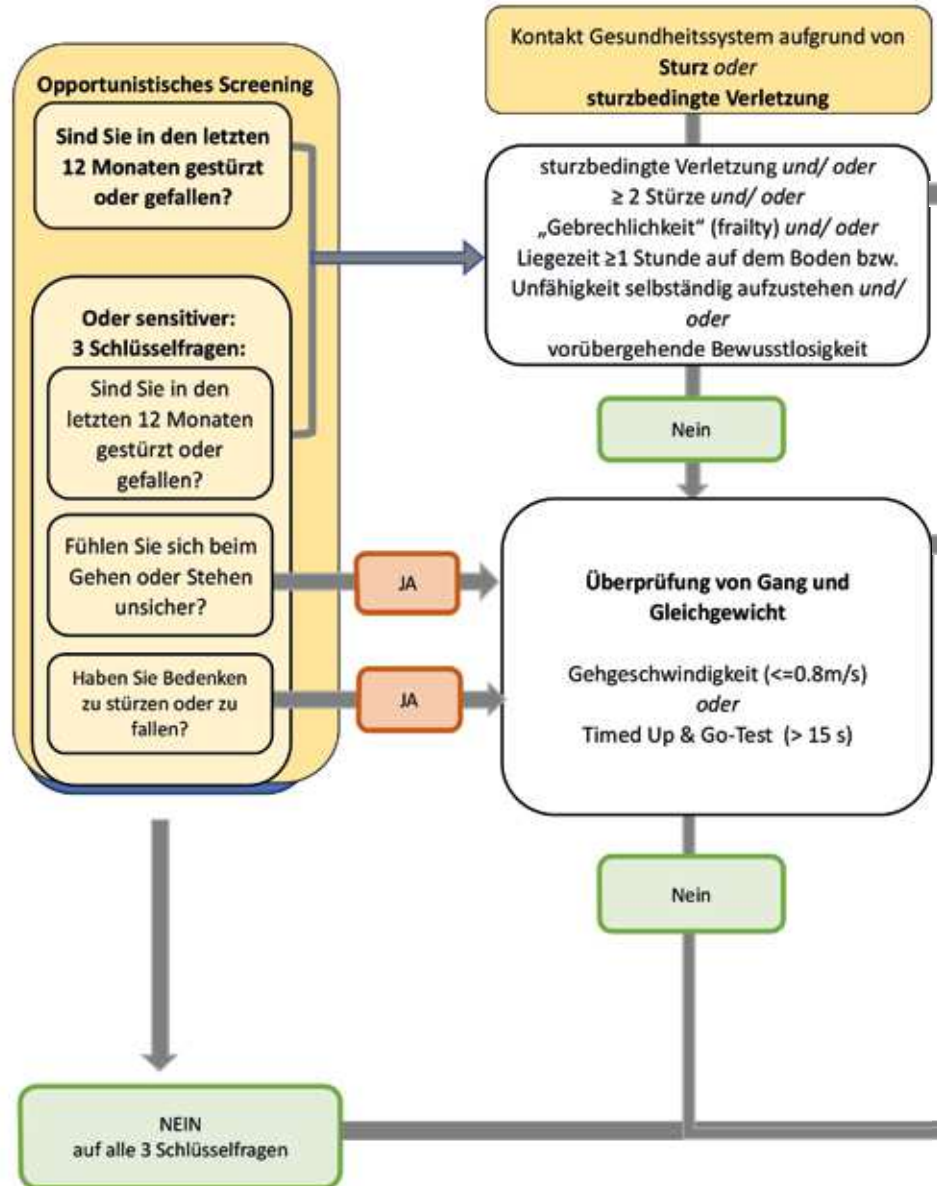 Opportunistisches Screening
Sind Sie in den letzten
12 Monaten gestürzt
oder gefallen?
Oder sensitiver:
3 Schlüsselfragen:
Sind Sie in den
letzten 12 Monaten
gestürzt oder
gefallen?
Fühlen Sie sich beim
Gehen oder Stehen
unsicher?
JA
Haben Sie Bedenken
zu stürzen oder zu
fallen?
JA
NEIN
auf alle 3 Schlüsselfragen
Kontakt Gesundheitssystem aufgrund von
Sturz oder
sturzbedingte Verletzung
sturzbedingte Verletzung und/ oder
≥ 2 Stürze und/ oder
„Gebrechlichkeit“ (frailty) und/ oder
Liegezeit ≥1 Stunde auf dem Boden bzw.
Unfähigkeit selbständig aufzustehen und/
oder
vorübergehende Bewusstlosigkeit
Nein
Überprüfung von Gang und
Gleichgewicht
Gehgeschwindigkeit (<=0.8m/s)
oder
Timed Up & Go-Test (> 15 s)
Nein